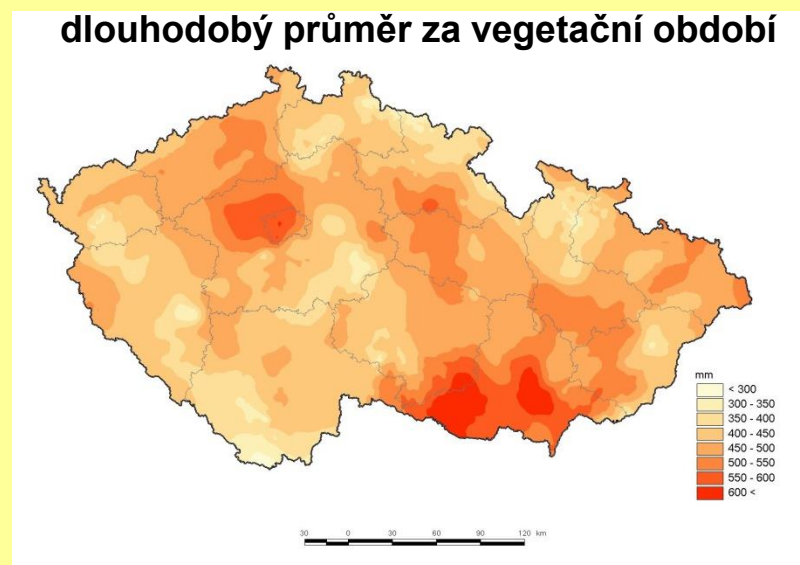 dlouhodobý průměr za vegetační období
mm
< 300
300 - 350
350 - 400
400 - 450
450 - 500
500 - 550
550 - 600
600 <
30 0 30 60 90 120 km